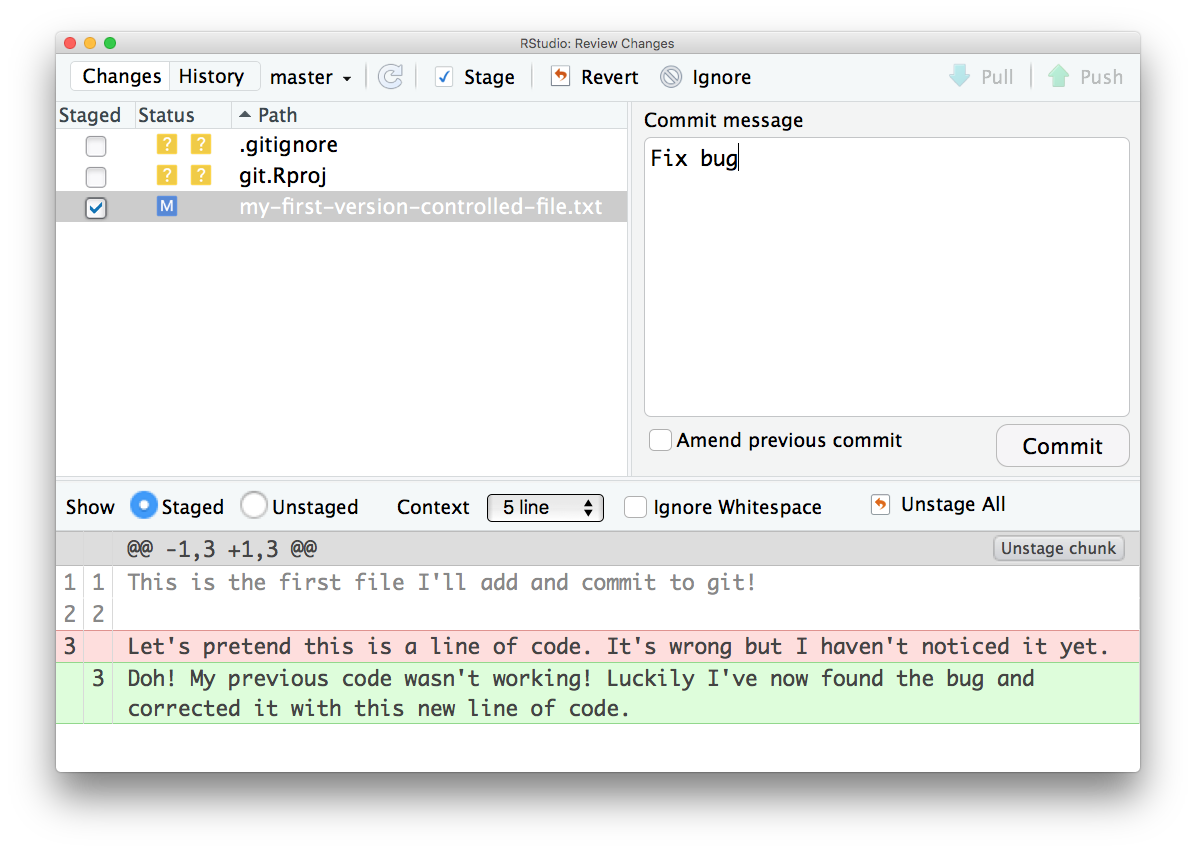 RStudio: Review Changes
Changes History master Stage Revert Ignore Pull Push
Staged Status Path
? ? .gitignore
? ? git.Rproj
M my-first-version-controlled-file.txt
Commit message
Fix bug
Amend previous commit Commit
Show Staged Unstaged Context 5 line Ignore Whitespace Unstage All
@@ -1,3 +1,3 @@ Unstage chunk
1 1 This is the first file I'll add and commit to git!
2 2
3 Let's pretend this is a line of code. It's wrong but I haven't noticed it yet.
3 Doh! My previous code wasn't working! Luckily I've now found the bug and
corrected it with this new line of code.